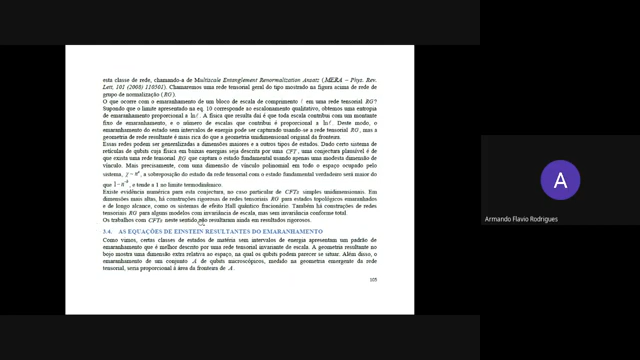 esta classe de rede, chamando-a de Multiscale Entanglement Renormalization Ansatz (MERA – Phys. Rev.
Lett. 101 (2008) 110501). Chamaremos uma rede tensorial geral do tipo mostrado na figura acima de rede de
grupo de normalização (RG).
O que ocorre com o emaranhamento de um bloco de escala de comprimento ℓ em uma rede tensorial RG?
Supondo que o limite apresentado na eq. 10 corresponde ao escalonamento qualitativo, obtemos uma entropia
de emaranhamento proporcional a ln ℓ. A física que resulta daí é que toda escala contribui com um montante
fixo de emaranhamento, e o número de escalas que contribui é proporcional a ln ℓ. Deste modo, o
emaranhamento do estado sem intervalos de energia pode ser capturado usando-se a rede tensorial RG, mas a
geometria de rede resultante é mais rica do que a geometria unidimensional original da fronteira.
Essas redes podem ser generalizadas a dimensões maiores e a outros tipos de estados. Dado certo sistema de
retículas de qubits cuja física em baixas energias seja descrita por uma CFT, uma conjectura plausível é de
que exista uma rede tensorial RG que captura o estado fundamental usando apenas uma modesta dimensão de
vínculo. Mais precisamente, com uma dimensão de vínculo polinomial em todo o espaço ocupado pelo
sistema, a sobreposição do estado da rede tensorial com o estado fundamental verdadeiro será maior do
que e tende a 1 no limite termodinâmico.
Existe evidência numérica para esta conjectura, no caso particular de CFTs simples unidimensionais. Em
dimensões mais altas, há construções rigorosas de redes tensoriais RG para estados topológicos emaranhados
e de longo alcance, como os sistemas de efeito Hall quântico fracionário. Também há construções de redes
tensoriais RG para alguns modelos com invariância de escala, mas sem invariância conforme total.
Os trabalhos com CFTs neste sentido não resultaram ainda em resultados rigorosos.
3.4. AS EQUAÇÕES DE EINSTEIN RESULTANTES DO EMARANHAMENTO
Como vimos, certas classes de estados de matéria sem intervalos de energia apresentam um padrão de
emaranhamento que é melhor descrito por uma rede tensorial invariante de escala. A geometria resultante no
bojo mostra uma dimensão extra relativa ao espaço, na qual os qubits podem parecer se situar. Além disso, o
emaranhamento de um conjunto A de qubits microscópicos, medido na geometria emergente da rede
tensorial, seria proporcional à área da fronteira de A.
105
A
Armando Flavio Rodrigues